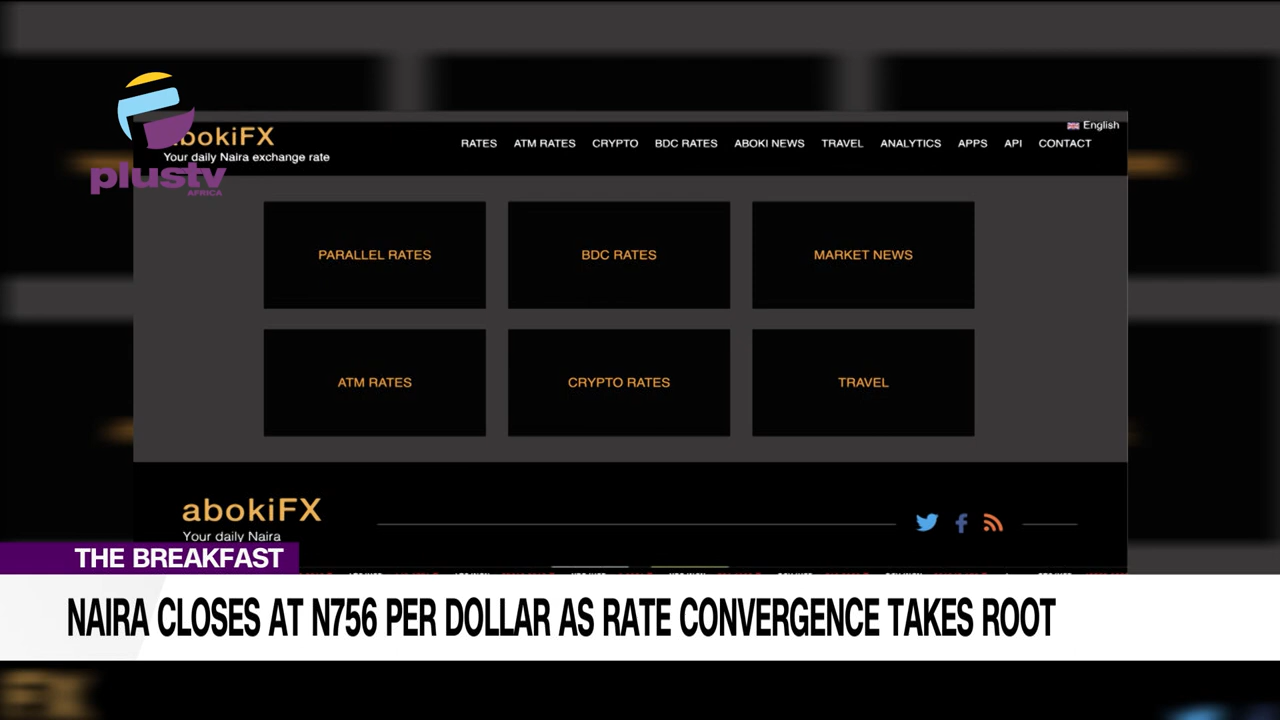 plustv
AFRICA
abokiFX
Your daily Naira exchange rate
English
RATES ATM RATES CRYPTO BDC RATES ABOKI NEWS TRAVEL ANALYTICS APPS API CONTACT
PARALLEL RATES BDC RATES MARKET NEWS
ATM RATES CRYPTO RATES TRAVEL
abokiFX
Your daily Naira
THE BREAKFAST
NAIRA CLOSES AT N756 PER DOLLAR AS RATE CONVERGENCE TAKES ROOT